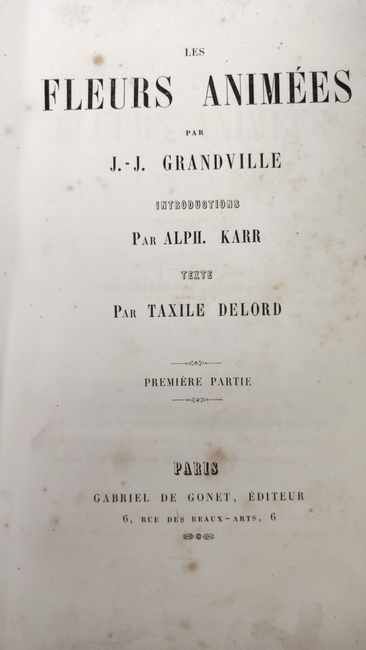 LES
FLEURS ANIMÉES
PAR
J.-J. GRANDVILLE
INTRODUCTIONS
PAR ALPH. KARR
TEXTE
PAR TAXILE DELORD
PREMIÈRE PARTIE
PARIS
GABRIEL DE GONET, ÉDITEUR
6, RUE DES BEAUX-ARTS, 6